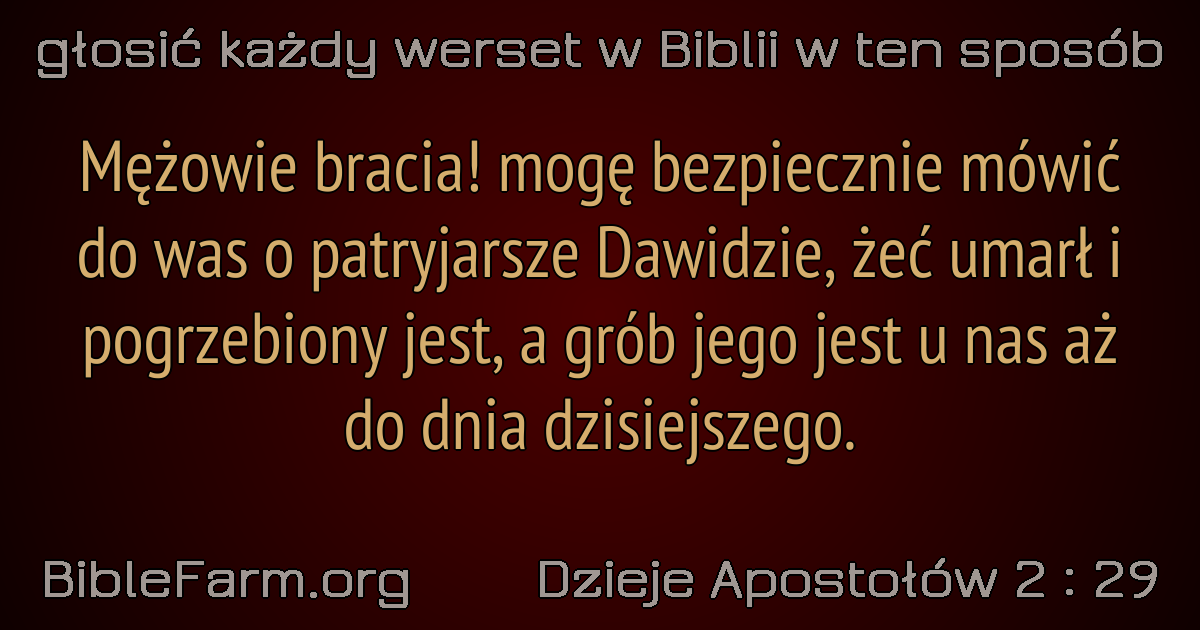 głosić każdy werset w Biblii w ten sposób
Mężowie bracia! mogę bezpiecznie mówić
do was o patryjarsze Dawidzie, żeć umarł i
pogrzebiony jest, a grób jego jest u nas aż
do dnia dzisiejszego.
BibleFarm.org
Dzieje Apostołów 2 : 29